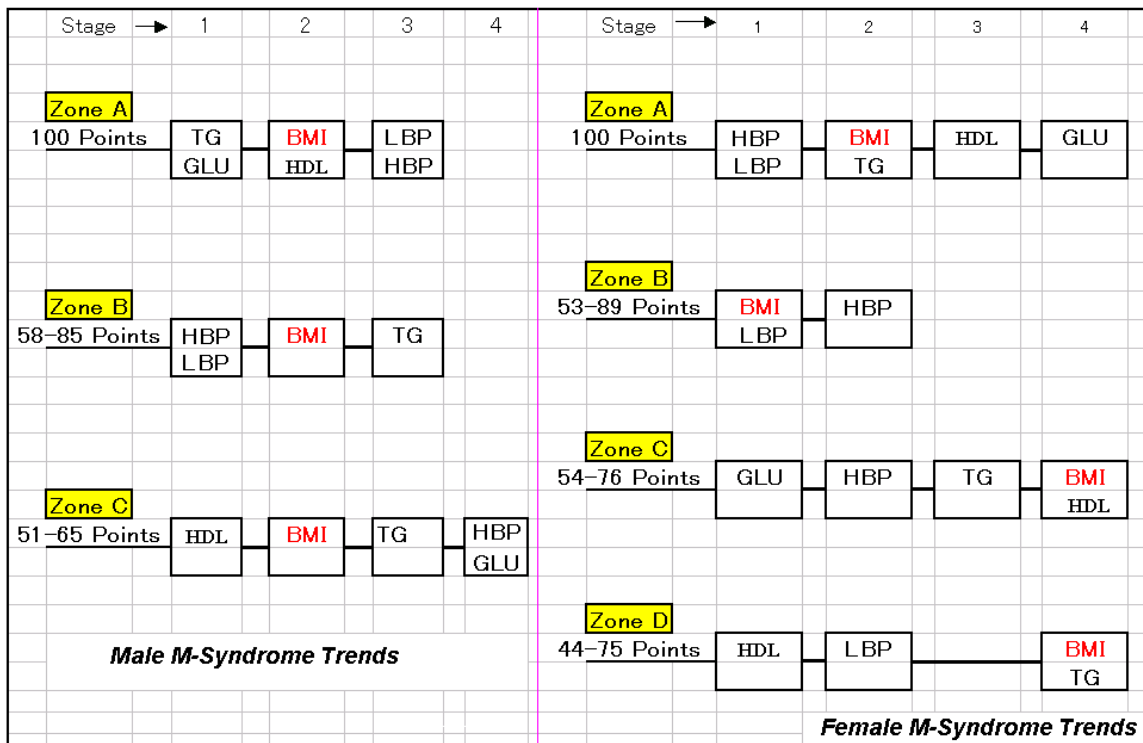 Stage 1 2 3 4
Zone A
100 Points TG BMI LBP
GLU HDL HBP
Zone B
58-85 Points HBP BMI TG
LBP
Zone C
51-65 Points HDL BMI TG HBP
GLU
Male M-Syndrome Trends
Stage 1 2 3 4
Zone A
100 Points HBP BMI HDL GLU
LBP TG
Zone B
53-89 Points BMI HBP
LBP
Zone C
54-76 Points GLU HBP TG BMI
HDL
Zone D
44-75 Points HDL LBP BMI
TG
Female M-Syndrome Trends